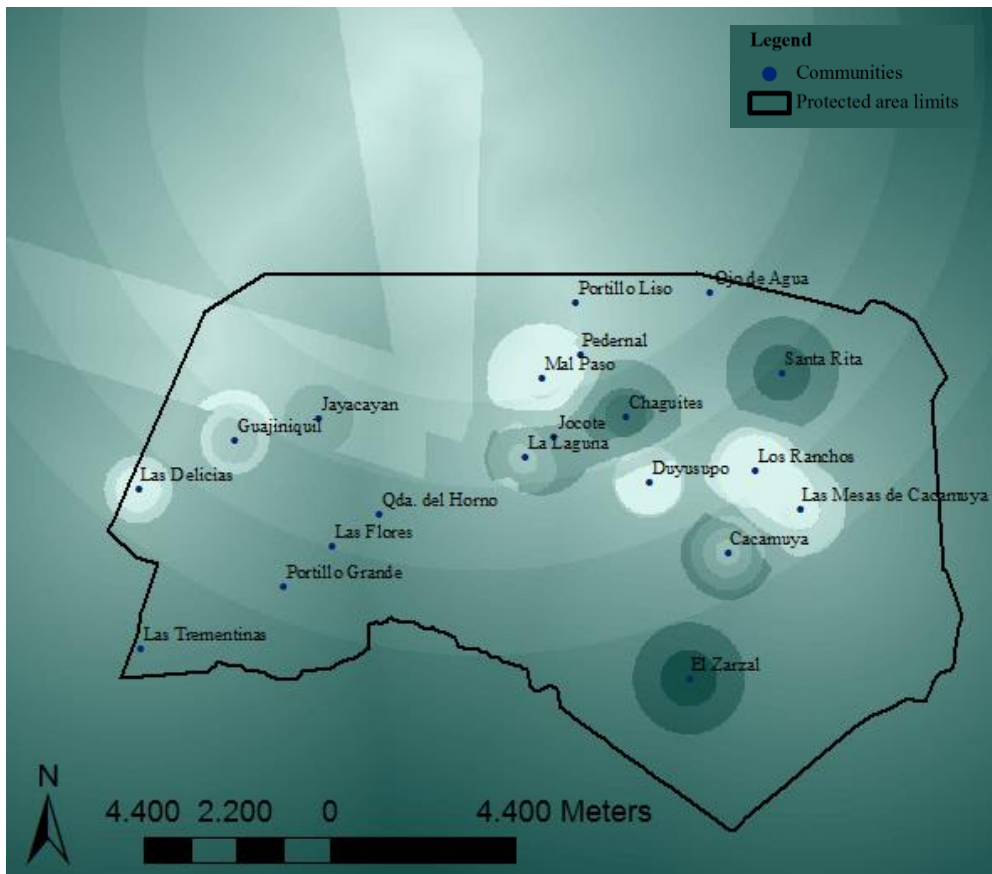 Legend
Communities
Protected area limits
Ojo de Agua
Portillo Liso
Pedernal
Santa Rita
Mal Paso
Chaguites
Jayacayan
Jocote
Guajiniquil
La Laguna
Duyusupo
Los Ranchos
Las Delicias
Las Mesas de Cacamuya
Qda. del Horno
Las Flores
Cacamuya
Portillo Grande
Las Trementinas
El Zarzal
N
4.400 2.200 0 4.400 Meters